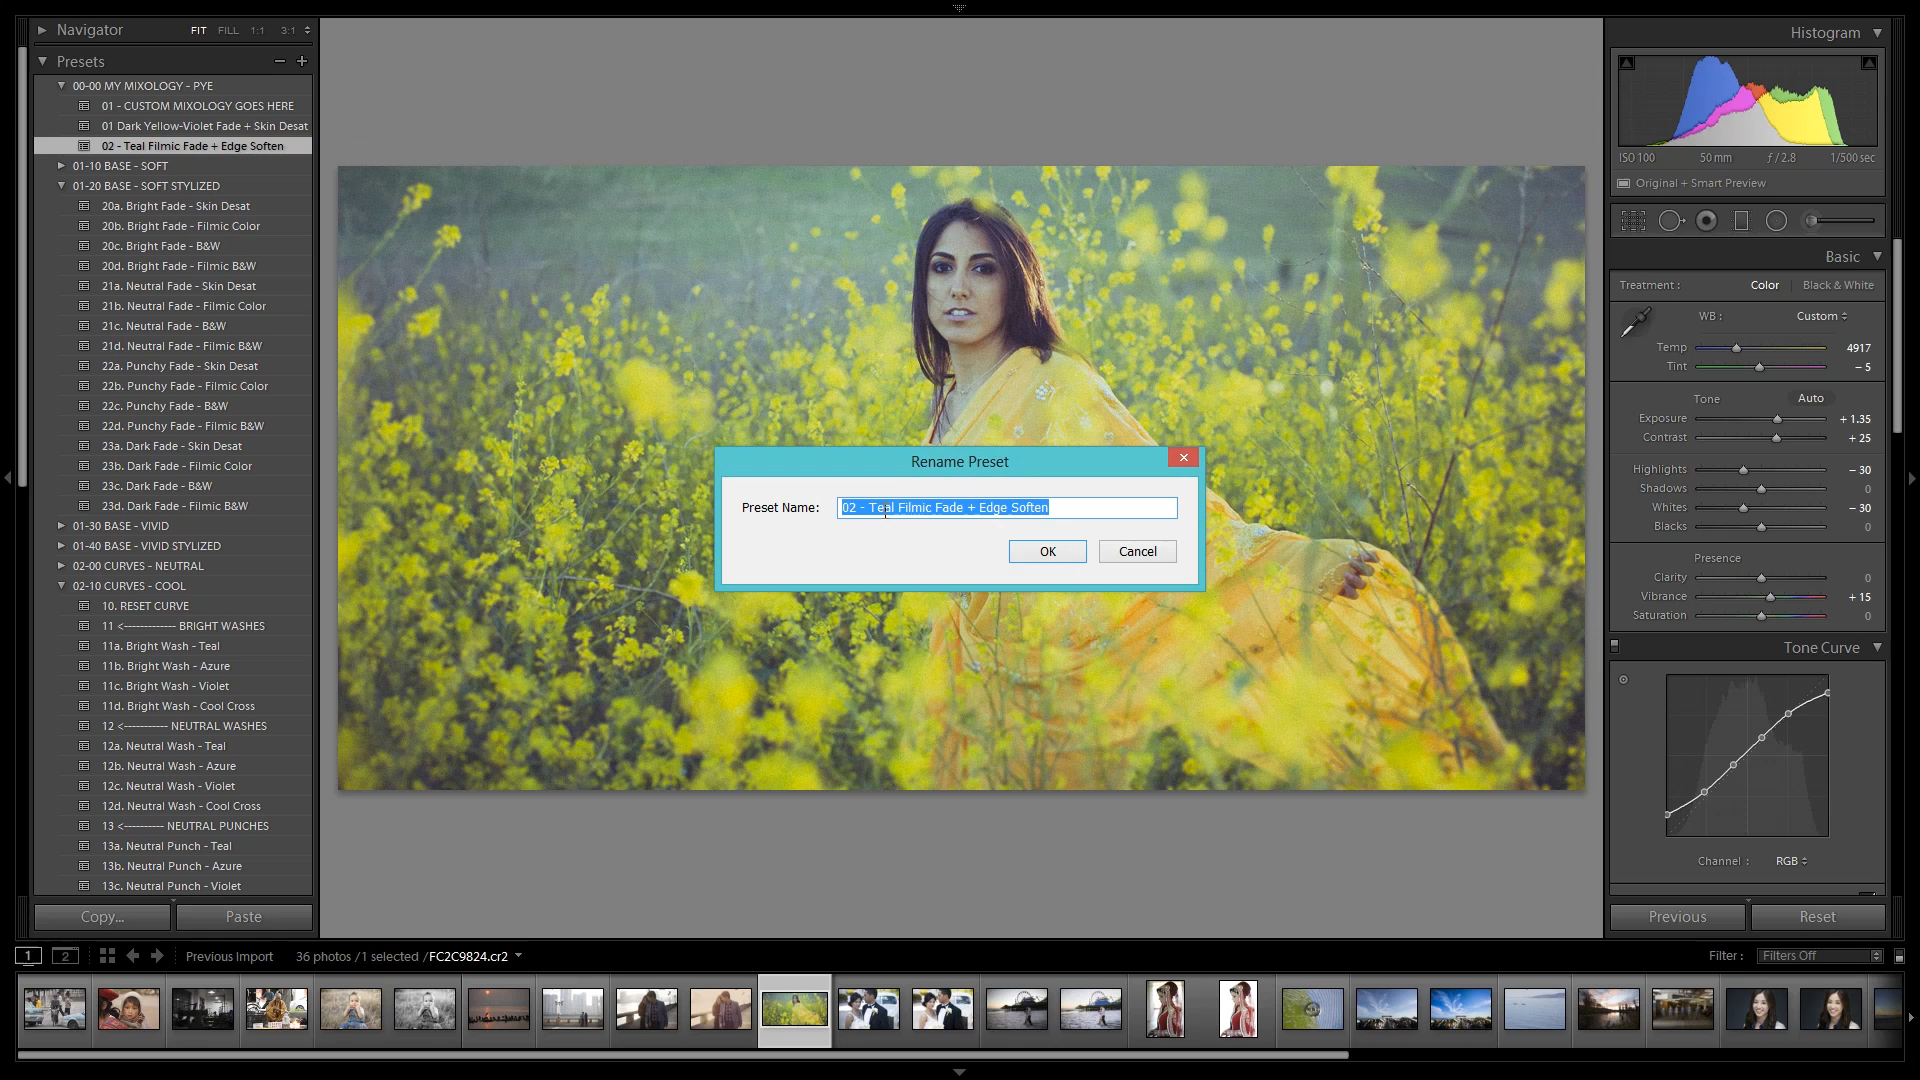 Navigator FIT FILL 1:1 3:1
Presets
00-00 MY MIXOLOGY - PYE
01 - CUSTOM MIXOLOGY GOES HERE
01 Dark Yellow-Violet Fade + Skin Desat
02 - Teal Filmic Fade + Edge Soften
01-10 BASE - SOFT
01-20 BASE - SOFT STYLIZED
20a. Bright Fade - Skin Desat
20b. Bright Fade - Filmic Color
20c. Bright Fade - B&W
20d. Bright Fade - Filmic B&W
21a. Neutral Fade - Skin Desat
21b. Neutral Fade - Filmic Color
21c. Neutral Fade - B&W
21d. Neutral Fade - Filmic B&W
22a. Punchy Fade - Skin Desat
22b. Punchy Fade - Filmic Color
22c. Punchy Fade - B&W
22d. Punchy Fade - Filmic B&W
23a. Dark Fade - Skin Desat
23b. Dark Fade - Filmic Color
23c. Dark Fade - B&W
23d. Dark Fade - Filmic B&W
01-30 BASE - VIVID
01-40 BASE - VIVID STYLIZED
02-00 CURVES - NEUTRAL
02-10 CURVES - COOL
10. RESET CURVE
11 <------------- BRIGHT WASHES
11a. Bright Wash - Teal
11b. Bright Wash - Azure
11c. Bright Wash - Violet
11d. Bright Wash - Cool Cross
12 <----------- NEUTRAL WASHES
12a. Neutral Wash - Teal
12b. Neutral Wash - Azure
12c. Neutral Wash - Violet
12d. Neutral Wash - Cool Cross
13 <---------- NEUTRAL PUNCHES
13a. Neutral Punch - Teal
13b. Neutral Punch - Azure
13c. Neutral Punch - Violet
Copy... Paste
Rename Preset
Preset Name: 02 - Teal Filmic Fade + Edge Soften
OK Cancel
Histogram
ISO 100 50 mm f / 2.8 1/500 sec
Original + Smart Preview
Basic
Treatment : Color Black & White
WB : Custom
Temp 4917
Tint - 5
Tone Auto
Exposure + 1.35
Contrast + 25
Highlights - 30
Shadows 0
Whites - 30
Blacks 0
Presence
Clarity 0
Vibrance + 15
Saturation 0
Tone Curve
Channel : RGB
Previous Reset
1 2 Previous Import 36 photos /1 selected /FC2C9824.cr2 Filter : Filters Off